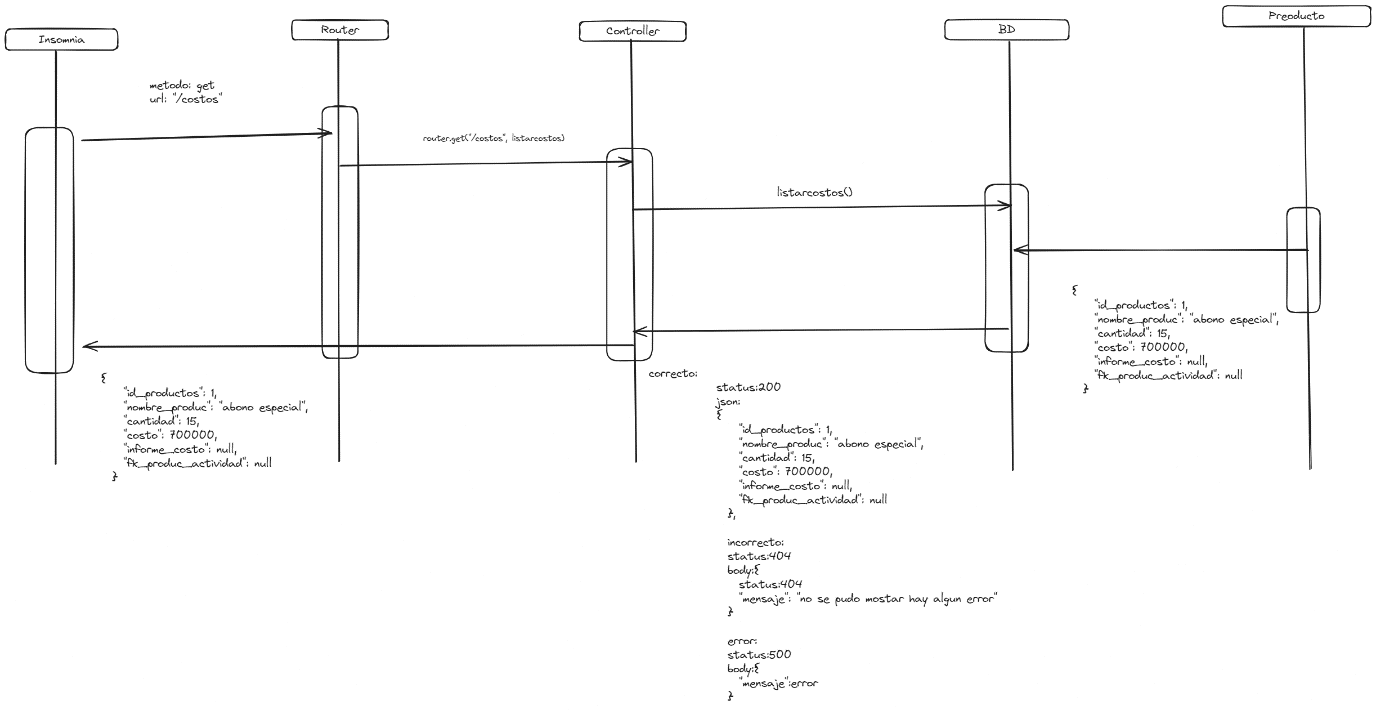 Insomnia
Router
Controller
BD
Preoducto
metodo: get
url: "/costos"
router.get("/costos", listarcostos)
listarcostos()
{
"id_productos": 1,
"nombre_produc": "abono especial",
"cantidad": 15,
"costo": 700000,
"informe_costo": null,
"fk_produc_actividad": null
}
{
"id_productos": 1,
"nombre_produc": "abono especial",
"cantidad": 15,
"costo": 700000,
"informe_costo": null,
"fk_produc_actividad": null
}
correcto:
status:200
json:
{
"id_productos": 1,
"nombre_produc": "abono especial",
"cantidad": 15,
"costo": 700000,
"informe_costo": null,
"fk_produc_actividad": null
},
incorrecto:
status:404
body:{
status:404
"mensaje": "no se pudo mostar hay algun error"
}
error:
status:500
body:{
"mensaje":error
}